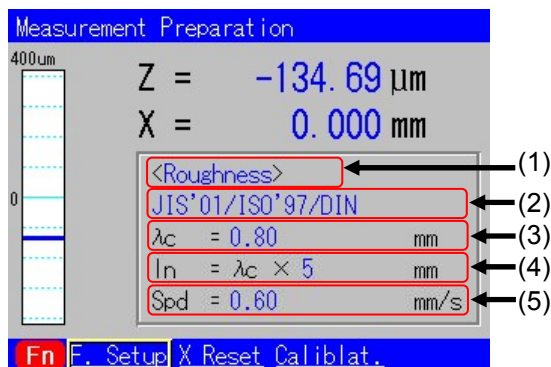 Measurement Preparation
400um
Z = -134.69 μm
X = 0.000 mm
<Roughness> (1)
0 JIS'01/ISO'97/DIN (2)
λc = 0.80 mm (3)
ln = λc × 5 mm (4)
Spd = 0.60 mm/s (5)
Fn F. Setup X Reset Caliblat.